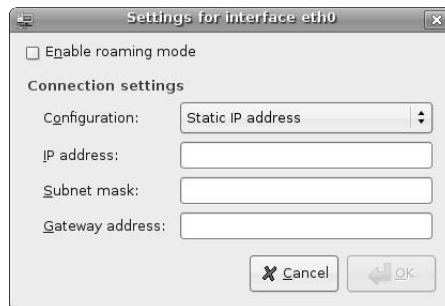 Settings for interface eth0
Enable roaming mode
Connection settings
Configuration: Static IP address
IP address:
Subnet mask:
Gateway address:
Cancel OK